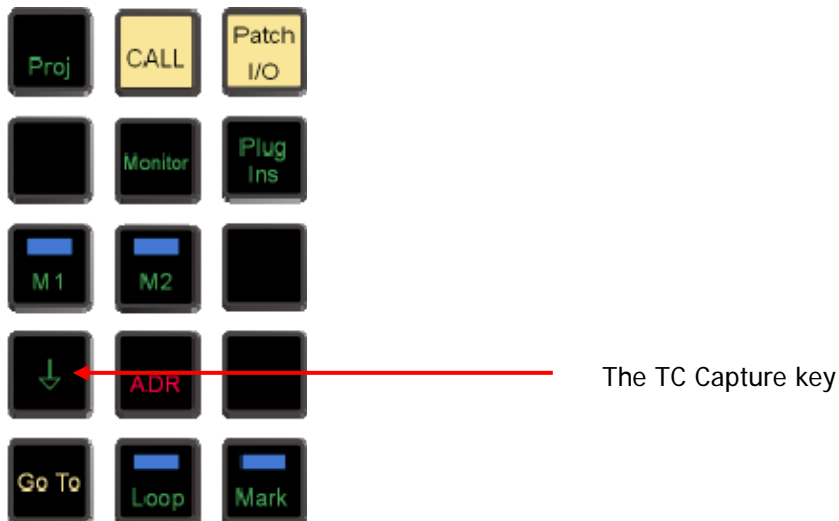 Proj
CALL
Patch
I/O
Monitor
Plug
Ins
M1
M2
ADR
The TC Capture key
Go To
Loop
Mark